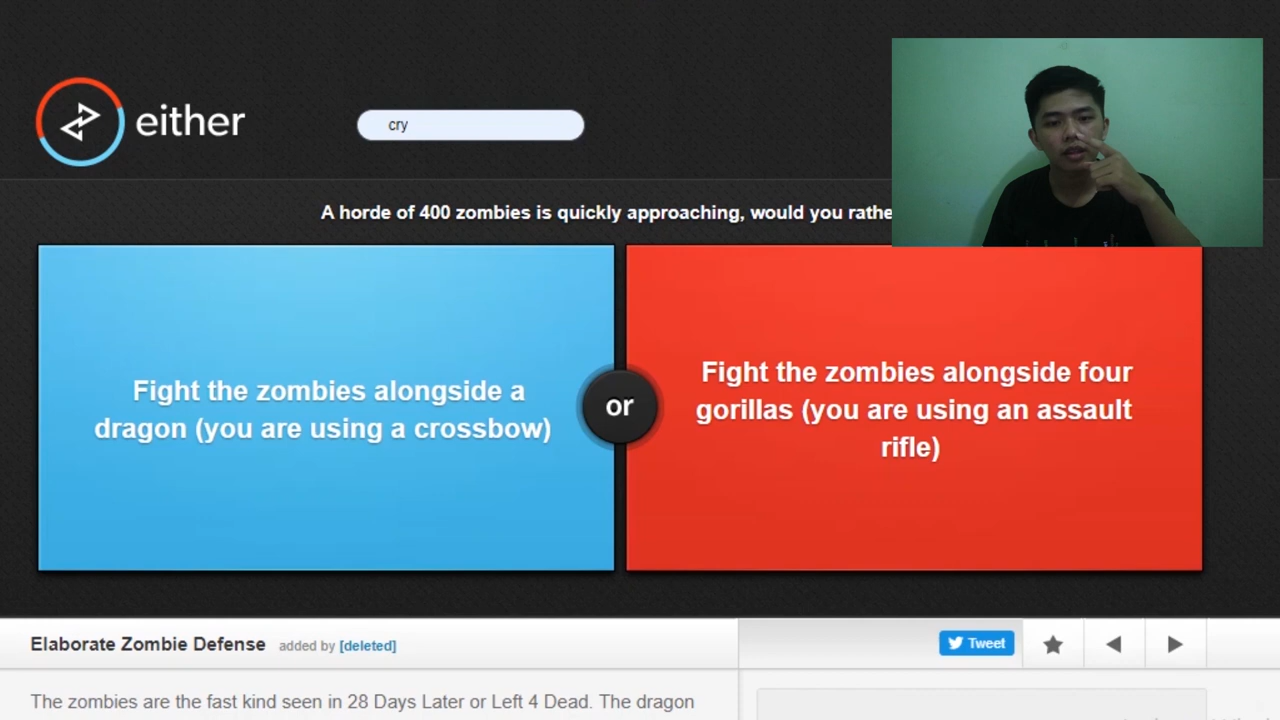 either
cry
A horde of 400 zombies is quickly approaching, would you rathe
Fight the zombies alongside a
dragon (you are using a crossbow)
or
Fight the zombies alongside four
gorillas (you are using an assault
rifle)
Elaborate Zombie Defense added by [deleted]
Tweet
The zombies are the fast kind seen in 28 Days Later or Left 4 Dead. The dragon